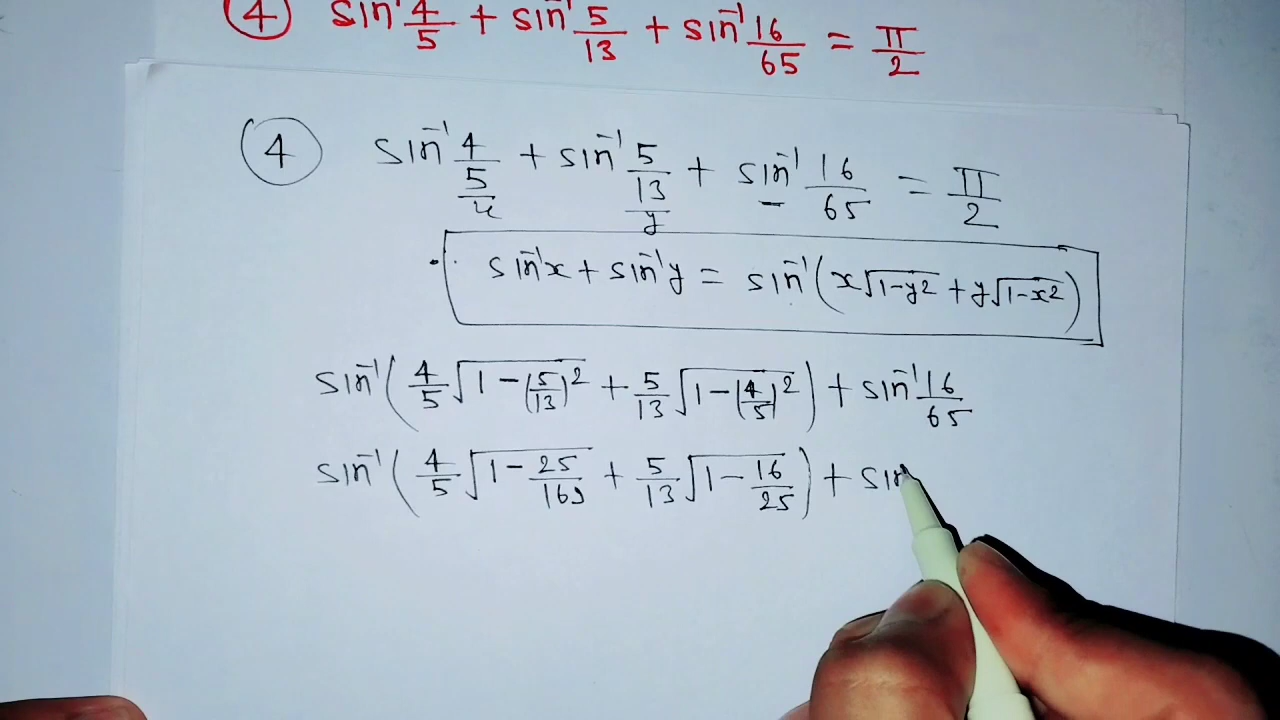 ④ sin⁻¹ 4/5 + sin⁻¹ 5/13 + sin⁻¹ 16/65 = π/2
④ sin⁻¹ 4/5 + sin⁻¹ 5/13 + sin⁻¹ 16/65 = π/2
x y
sin⁻¹x + sin⁻¹y = sin⁻¹(x√(1-y²) + y√(1-x²))
sin⁻¹(4/5 √(1-(5/13)²) + 5/13 √(1-(4/5)²)) + sin⁻¹ 16/65
sin⁻¹(4/5 √(1-25/169) + 5/13 √(1-16/25)) + sin